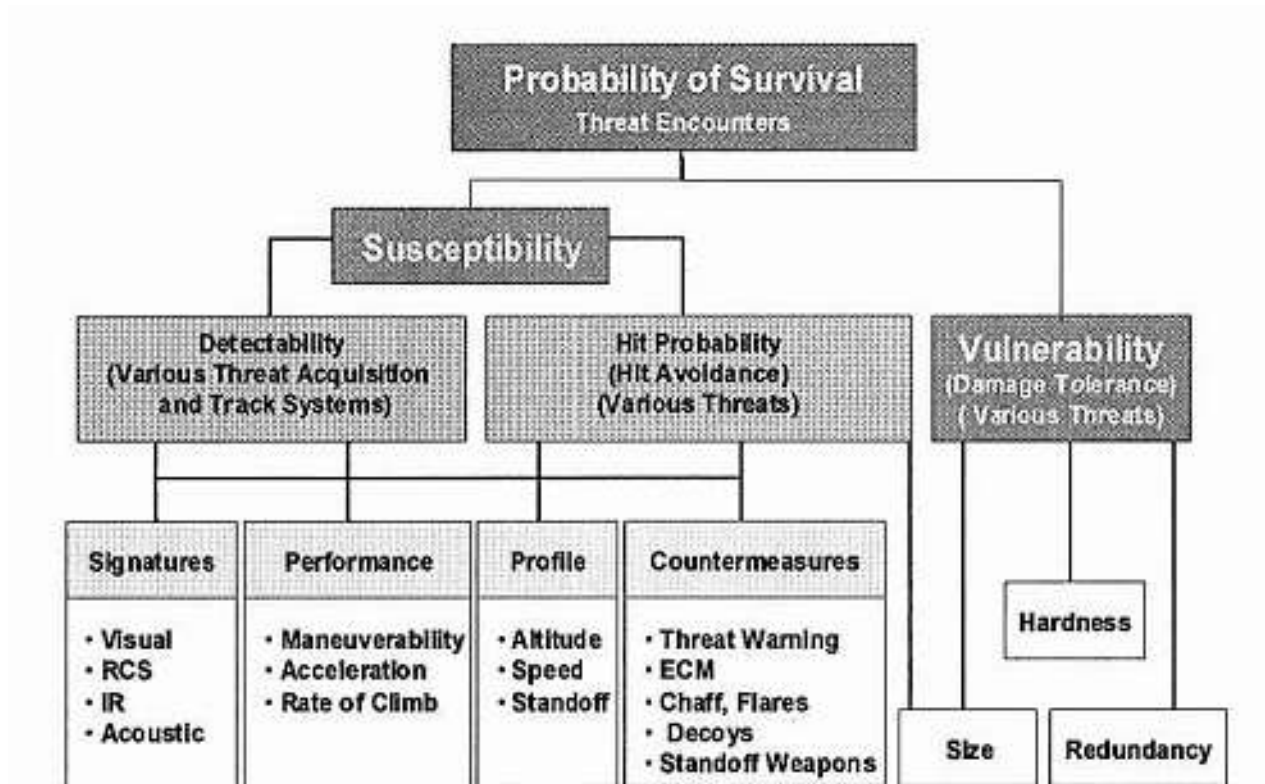 Probability of Survival
Threat Encounters
Susceptibility
Detectability
(Various Threat Acquisition
and Track Systems)
Hit Probability
(Hit Avoidance)
(Various Threats)
Vulnerability
(Damage Tolerance)
( Various Threats)
Signatures
• Visual
• RCS
• IR
• Acoustic
Performance
• Maneuverability
• Acceleration
• Rate of Climb
Profile
• Altitude
• Speed
• Standoff
Countermeasures
• Threat Warning
• ECM
• Chaff, Flares
• Decoys
• Standoff Weapons
Hardness
Size
Redundancy